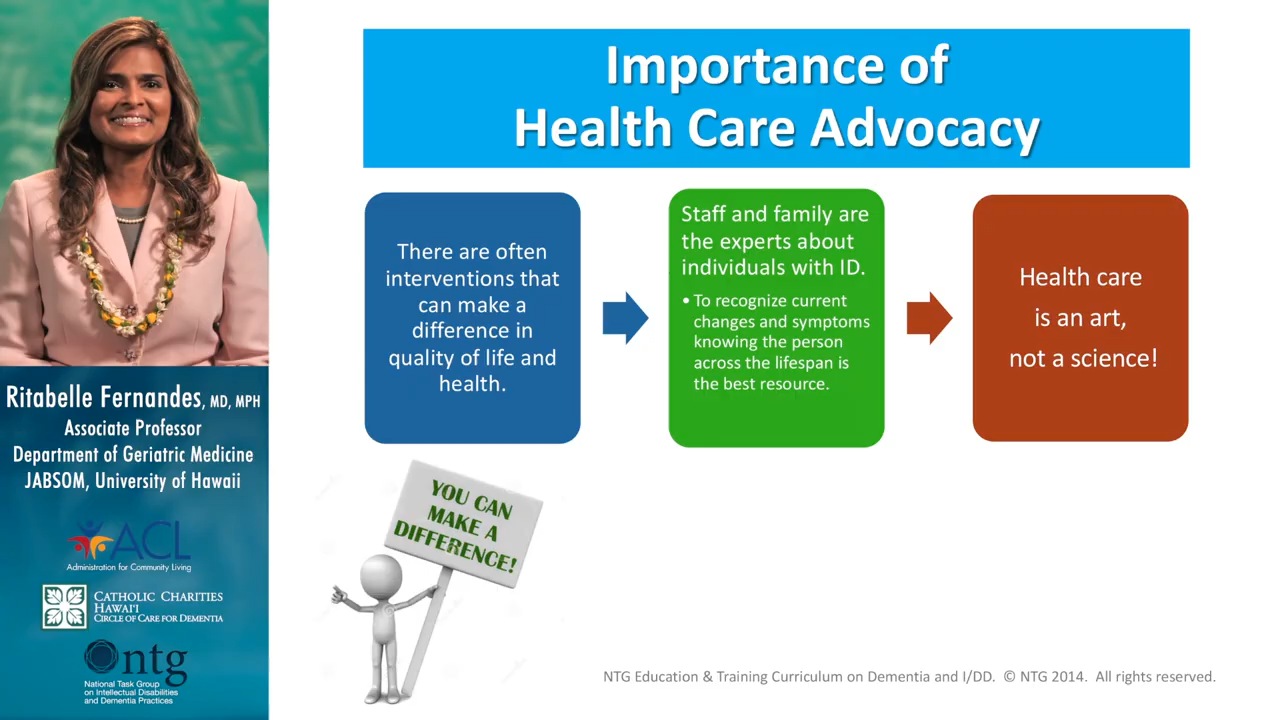 Importance of
Health Care Advocacy
There are often
interventions that
can make a
difference in
quality of life and
health.
Staff and family are
the experts about
individuals with ID.
• To recognize current
changes and symptoms
knowing the person
across the lifespan is
the best resource.
Health care
is an art,
not a science!
Ritabelle Fernandes, MD, MPH
Associate Professor
Department of Geriatric Medicine
JABSOM, University of Hawaii
ACL
Administration for Community Living
CATHOLIC CHARITIES
HAWAI‘I
CIRCLE OF CARE FOR DEMENTIA
ntg
National Task Group
on Intellectual Disabilities
and Dementia Practices
YOU CAN
MAKE A
DIFFERENCE!
NTG Education & Training Curriculum on Dementia and I/DD. © NTG 2014. All rights reserved.